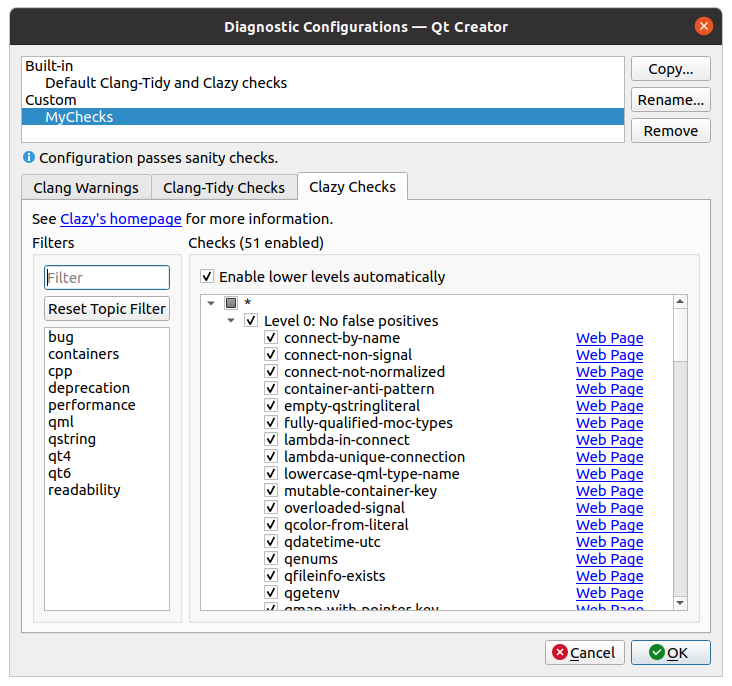 Diagnostic Configurations — Qt Creator
Built-in
Default Clang-Tidy and Clazy checks
Custom
MyChecks
Copy...
Rename...
Remove
Configuration passes sanity checks.
Clang Warnings
Clang-Tidy Checks
Clazy Checks
See Clazy's homepage for more information.
Filters
Filter
Reset Topic Filter
bug
containers
cpp
deprecation
performance
qml
qstring
qt4
qt6
readability
Checks (51 enabled)
Enable lower levels automatically
*
Level 0: No false positives
connect-by-name Web Page
connect-non-signal Web Page
connect-not-normalized Web Page
container-anti-pattern Web Page
empty-qstringliteral Web Page
fully-qualified-moc-types Web Page
lambda-in-connect Web Page
lambda-unique-connection Web Page
lowercase-qml-type-name Web Page
mutable-container-key Web Page
overloaded-signal Web Page
qcolor-from-literal Web Page
qdatetime-utc Web Page
qenums Web Page
qfileinfo-exists Web Page
qgetenv Web Page
qmap-with-pointer-key Web Page
Cancel
OK